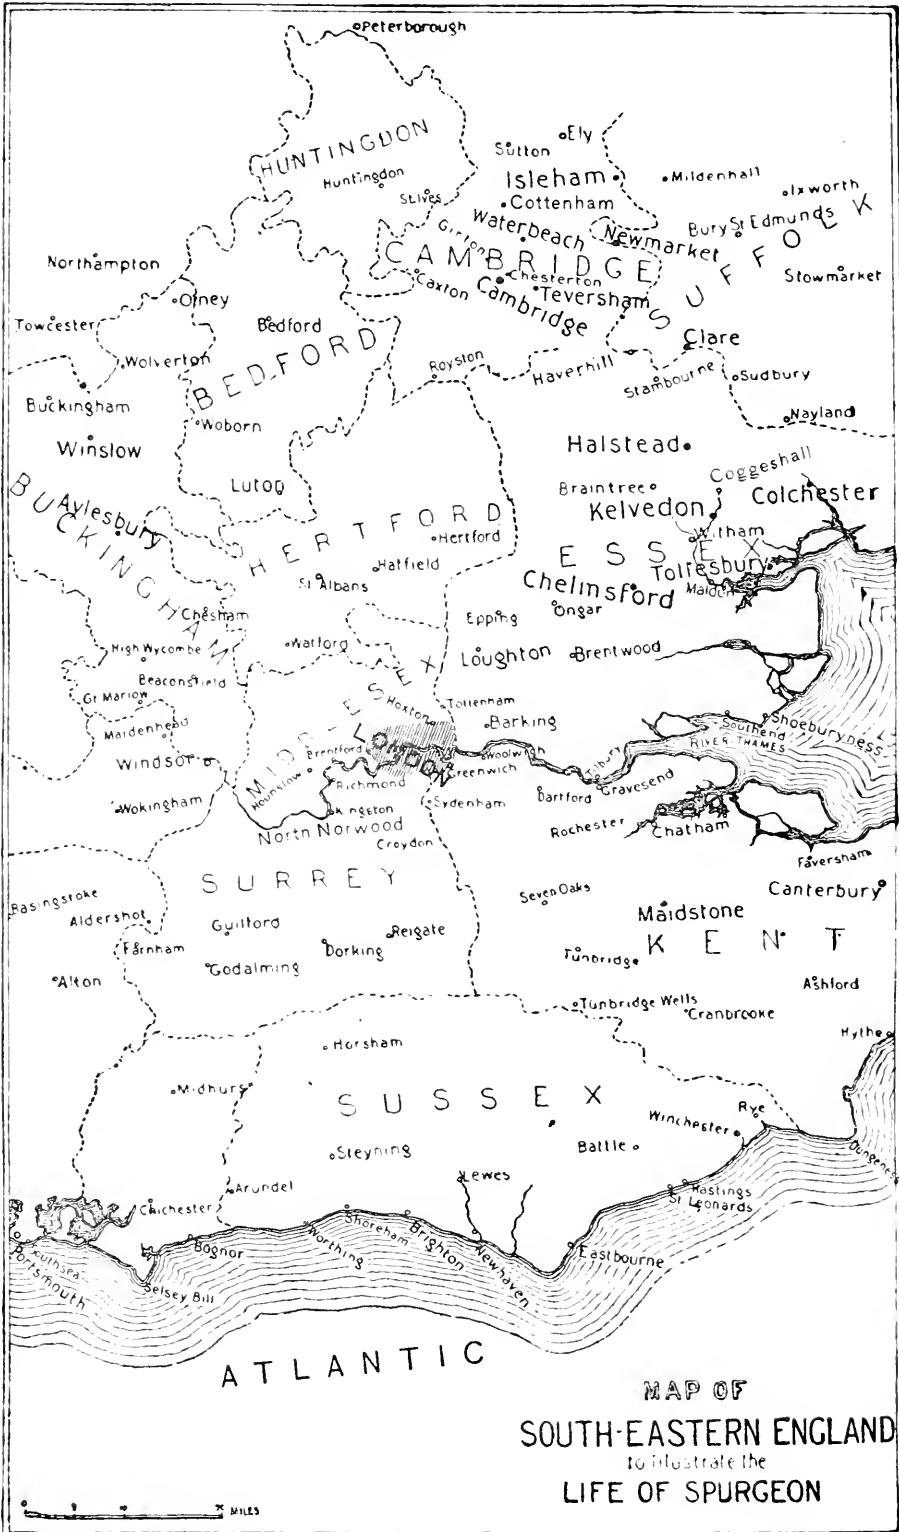 Peterborough
HUNTINGDON
Huntingdon
St.Ives
Ely
Sutton
Isleham
Mildenhall
Cottenham
Ixworth
Waterbeach
Girton
Newmarket
Bury St Edmunds
SUFFOLK
CAMBRIDGE
Northampton
Chesterton
Stowmarket
Caxton
Cambridge
Teversham
Olney
Towcester
Bedford
Clare
Wolverton
BEDFORD
Royston
Haverhill
Stambourne
Sudbury
Buckingham
Nayland
Woborn
Winslow
Halstead
Coggeshall
Luton
Braintree
Colchester
BUCKINGHAM
Aylesbury
Kelvedon
HERTFORD
Hertford
Witham
ESSEX
Tollesbury
Hatfield
St Albans
Chelmsford
Maldon
Chesham
Epping
Ongar
Watford
High Wycombe
Loughton
Brentwood
Beaconsfield
Gt Marlow
MIDDLESEX
Hoxton
Tottenham
Maidenhead
Barking
Southend
Shoeburyness
LONDON
Brentford
Woolwich
RIVER THAMES
Windsor
Hounslow
Greenwich
Tilbury
Richmond
Gravesend
Wokingham
Kingston
Sydenham
Dartford
North Norwood
Rochester
Chatham
Croydon
Faversham
SURREY
Seven Oaks
Canterbury
Basingstoke
Aldershot
Maidstone
Guilford
Reigate
KENT
Farnham
Dorking
Tunbridge
Godalming
Alton
Ashford
Tunbridge Wells
Cranbrooke
Hythe
Horsham
Midhurs
SUSSEX
Rye
Winchester
Steyning
Battle
Dungeness
Lewes
Arundel
Hastings
St Leonards
Chichester
Shoreham
Brighton
Bognor
Worthing
Newhaven
Eastbourne
Southsea
Portsmouth
Selsey Bill
ATLANTIC
MAP OF
SOUTH-EASTERN ENGLAND
to illustrate the
LIFE OF SPURGEON
MILES